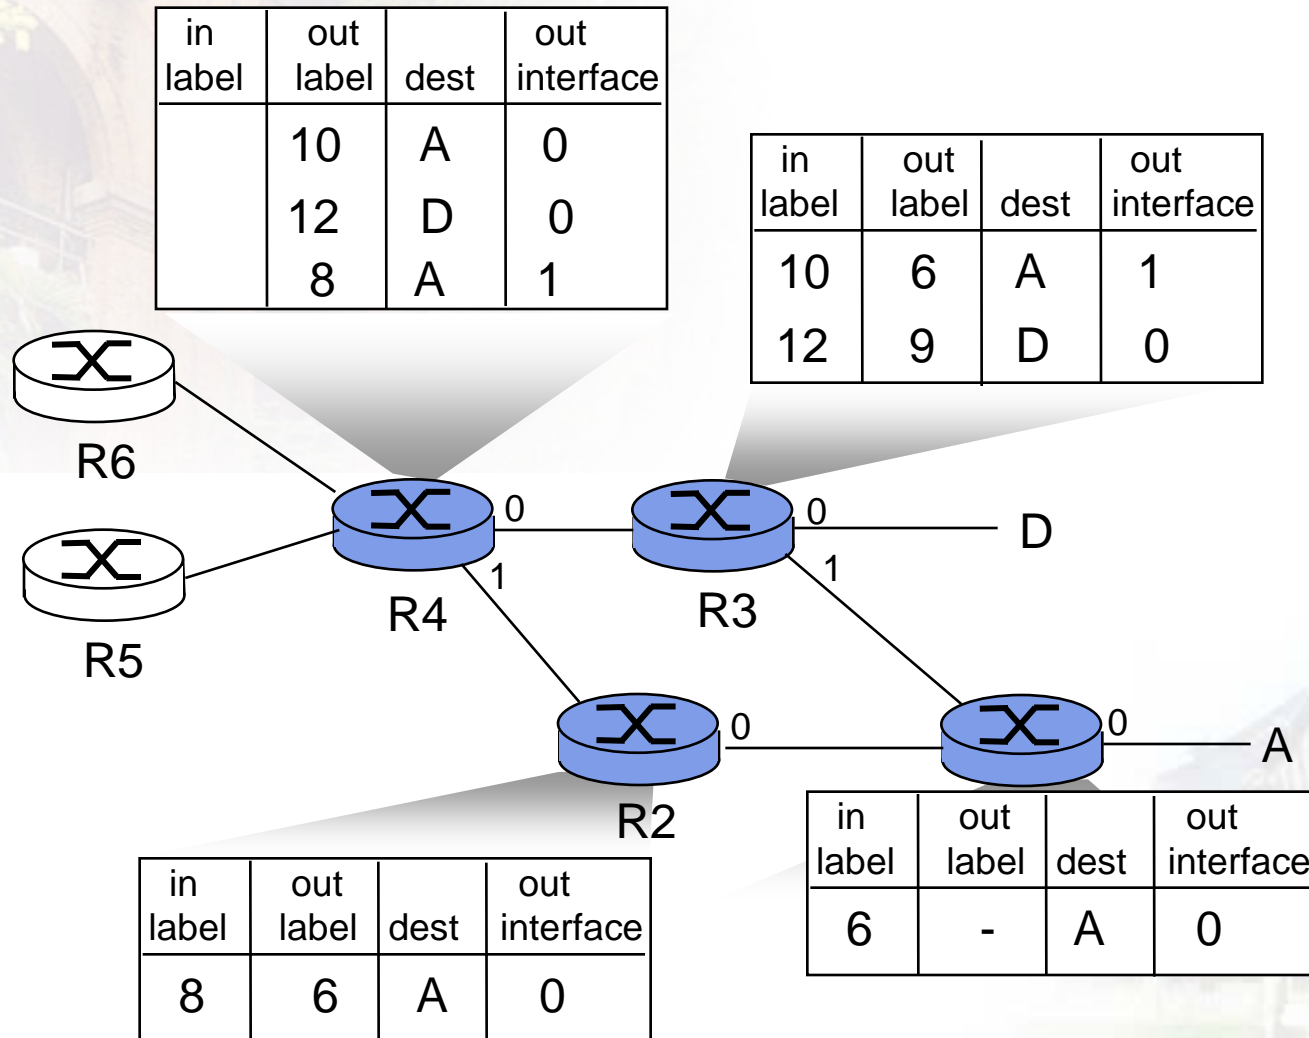 in out out
label label dest interface
10 A 0
12 D 0
8 A 1
in out out
label label dest interface
10 6 A 1
12 9 D 0
R6
0
0
D
1
1
R4
R3
R5
0
0
A
R2
in out out
label label dest interface
6 - A 0
in out out
label label dest interface
8 6 A 0